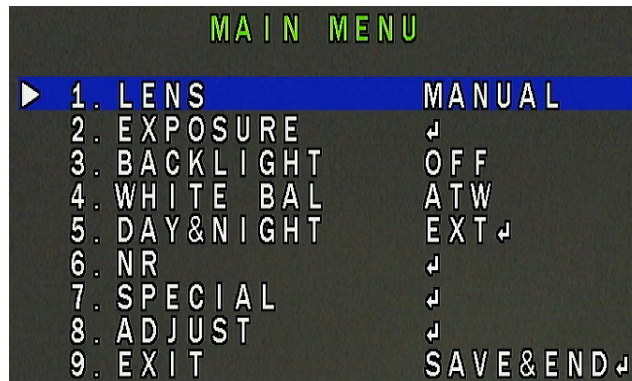 MAIN MENU
1. LENS MANUAL
2. EXPOSURE ↲
3. BACKLIGHT OFF
4. WHITE BAL ATW
5. DAY&NIGHT EXT↲
6. NR ↲
7. SPECIAL ↲
8. ADJUST ↲
9. EXIT SAVE&END↲